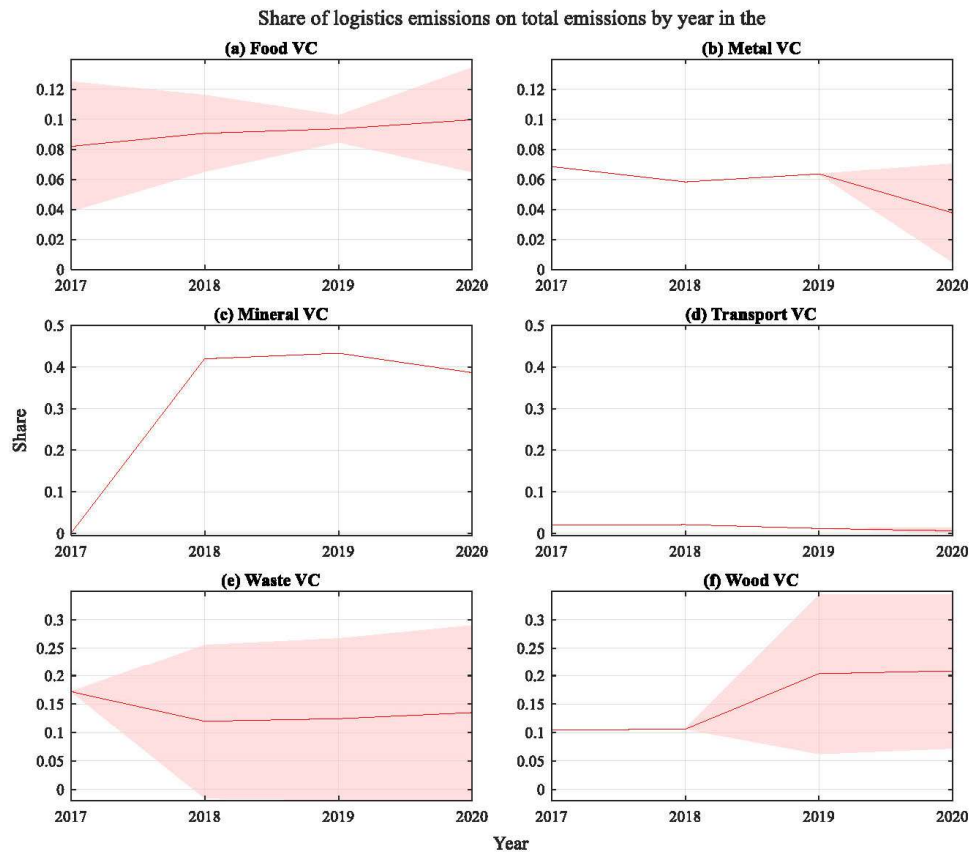 Share of logistics emissions on total emissions by year in the
(a) Food VC
0.12
0.1
0.08
0.06
0.04
0.02
0
2017 2018 2019 2020
(b) Metal VC
0.12
0.1
0.08
0.06
0.04
0.02
0
2017 2018 2019 2020
Share
(c) Mineral VC
0.5
0.4
0.3
0.2
0.1
0
2017 2018 2019 2020
(d) Transport VC
0.5
0.4
0.3
0.2
0.1
0
2017 2018 2019 2020
(e) Waste VC
0.3
0.25
0.2
0.15
0.1
0.05
0
2017 2018 2019 2020
(f) Wood VC
0.3
0.25
0.2
0.15
0.1
0.05
0
2017 2018 2019 2020
Year